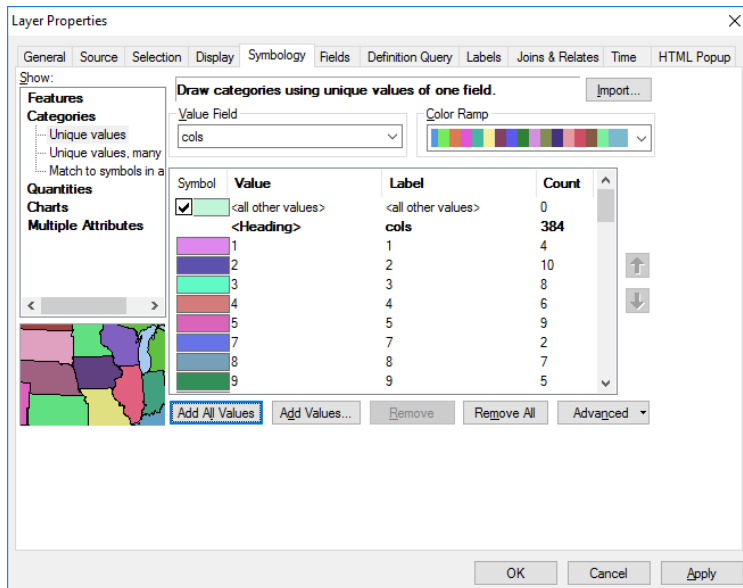 Layer Properties
General Source Selection Display Symbology Fields Definition Query Labels Joins & Relates Time HTML Popup
Show:
Features
Categories
Unique values
Unique values, many
Match to symbols in a
Quantities
Charts
Multiple Attributes
Draw categories using unique values of one field.
Import...
Value Field
cols
Color Ramp
Symbol Value Label Count
<all other values> <all other values> 0
<Heading> cols 384
1 1 4
2 2 10
3 3 8
4 4 6
5 5 9
7 7 2
8 8 7
9 9 5
Add All Values Add Values... Remove Remove All Advanced
OK Cancel Apply